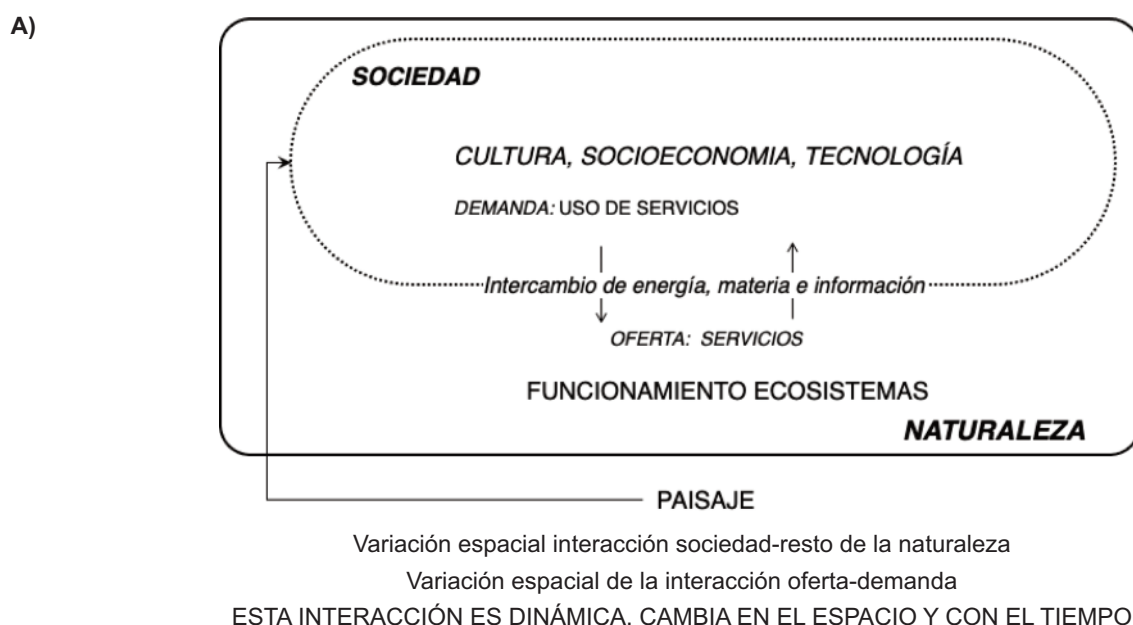 A)
SOCIEDAD
CULTURA, SOCIOECONOMIA, TECNOLOGÍA
DEMANDA: USO DE SERVICIOS
Intercambio de energía, materia e información
OFERTA: SERVICIOS
FUNCIONAMIENTO ECOSISTEMAS
NATURALEZA
PAISAJE
Variación espacial interacción sociedad-resto de la naturaleza
Variación espacial de la interacción oferta-demanda
ESTA INTERACCIÓN ES DINÁMICA, CAMBIA EN EL ESPACIO Y CON EL TIEMPO